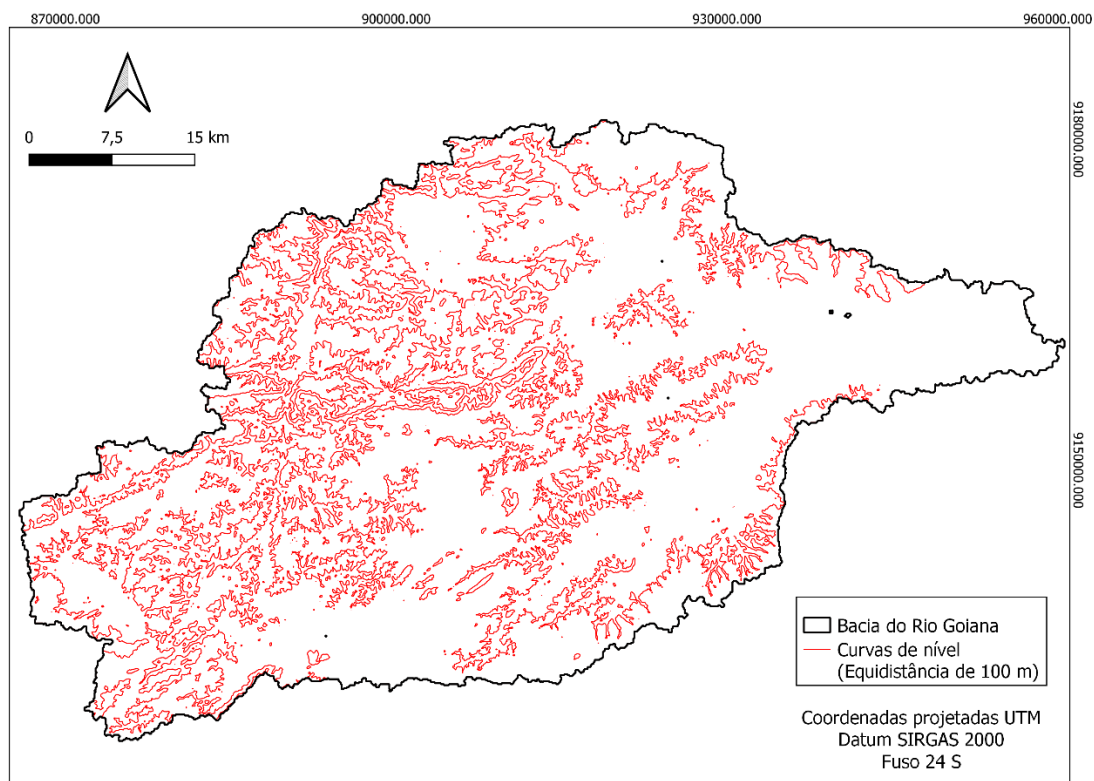 870000.000
900000.000
930000.000
960000.000
0
7,5
15 km
9180000.000
9150000.000
Bacia do Rio Goiana
Curvas de nível
(Equidistância de 100 m)
Coordenadas projetadas UTM
Datum SIRGAS 2000
Fuso 24 S